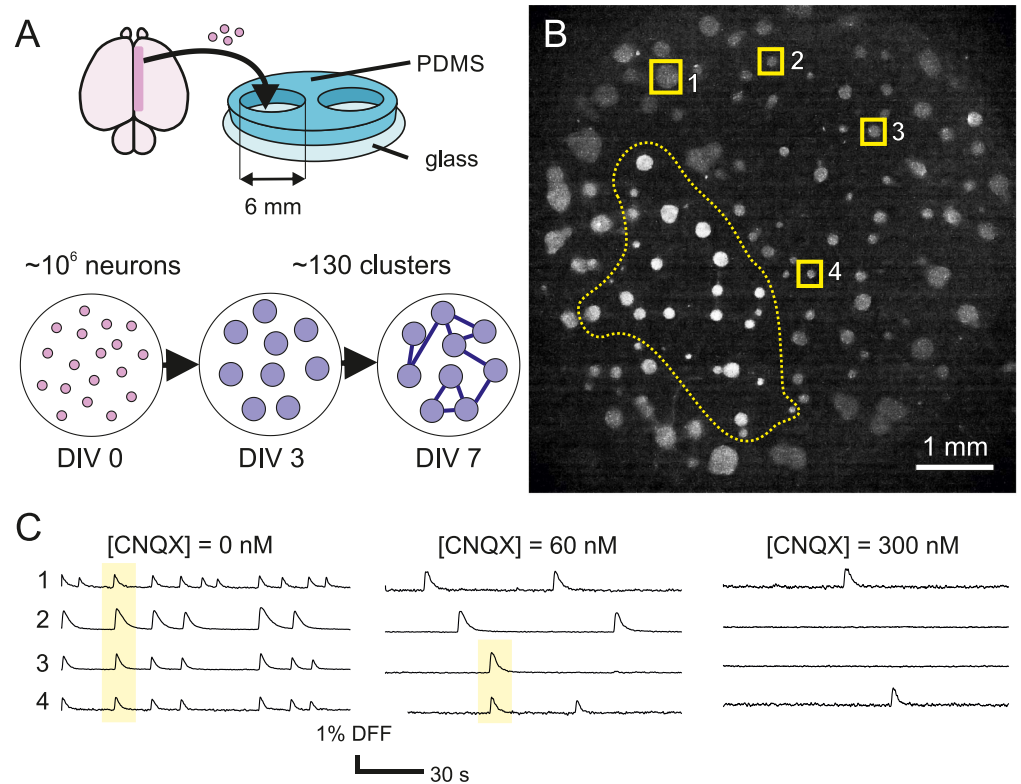 A
PDMS
glass
6 mm
~10⁶ neurons
~130 clusters
DIV 0
DIV 3
DIV 7
B
1
2
3
4
1 mm
C
[CNQX] = 0 nM
[CNQX] = 60 nM
[CNQX] = 300 nM
1
2
3
4
1% DFF
30 s